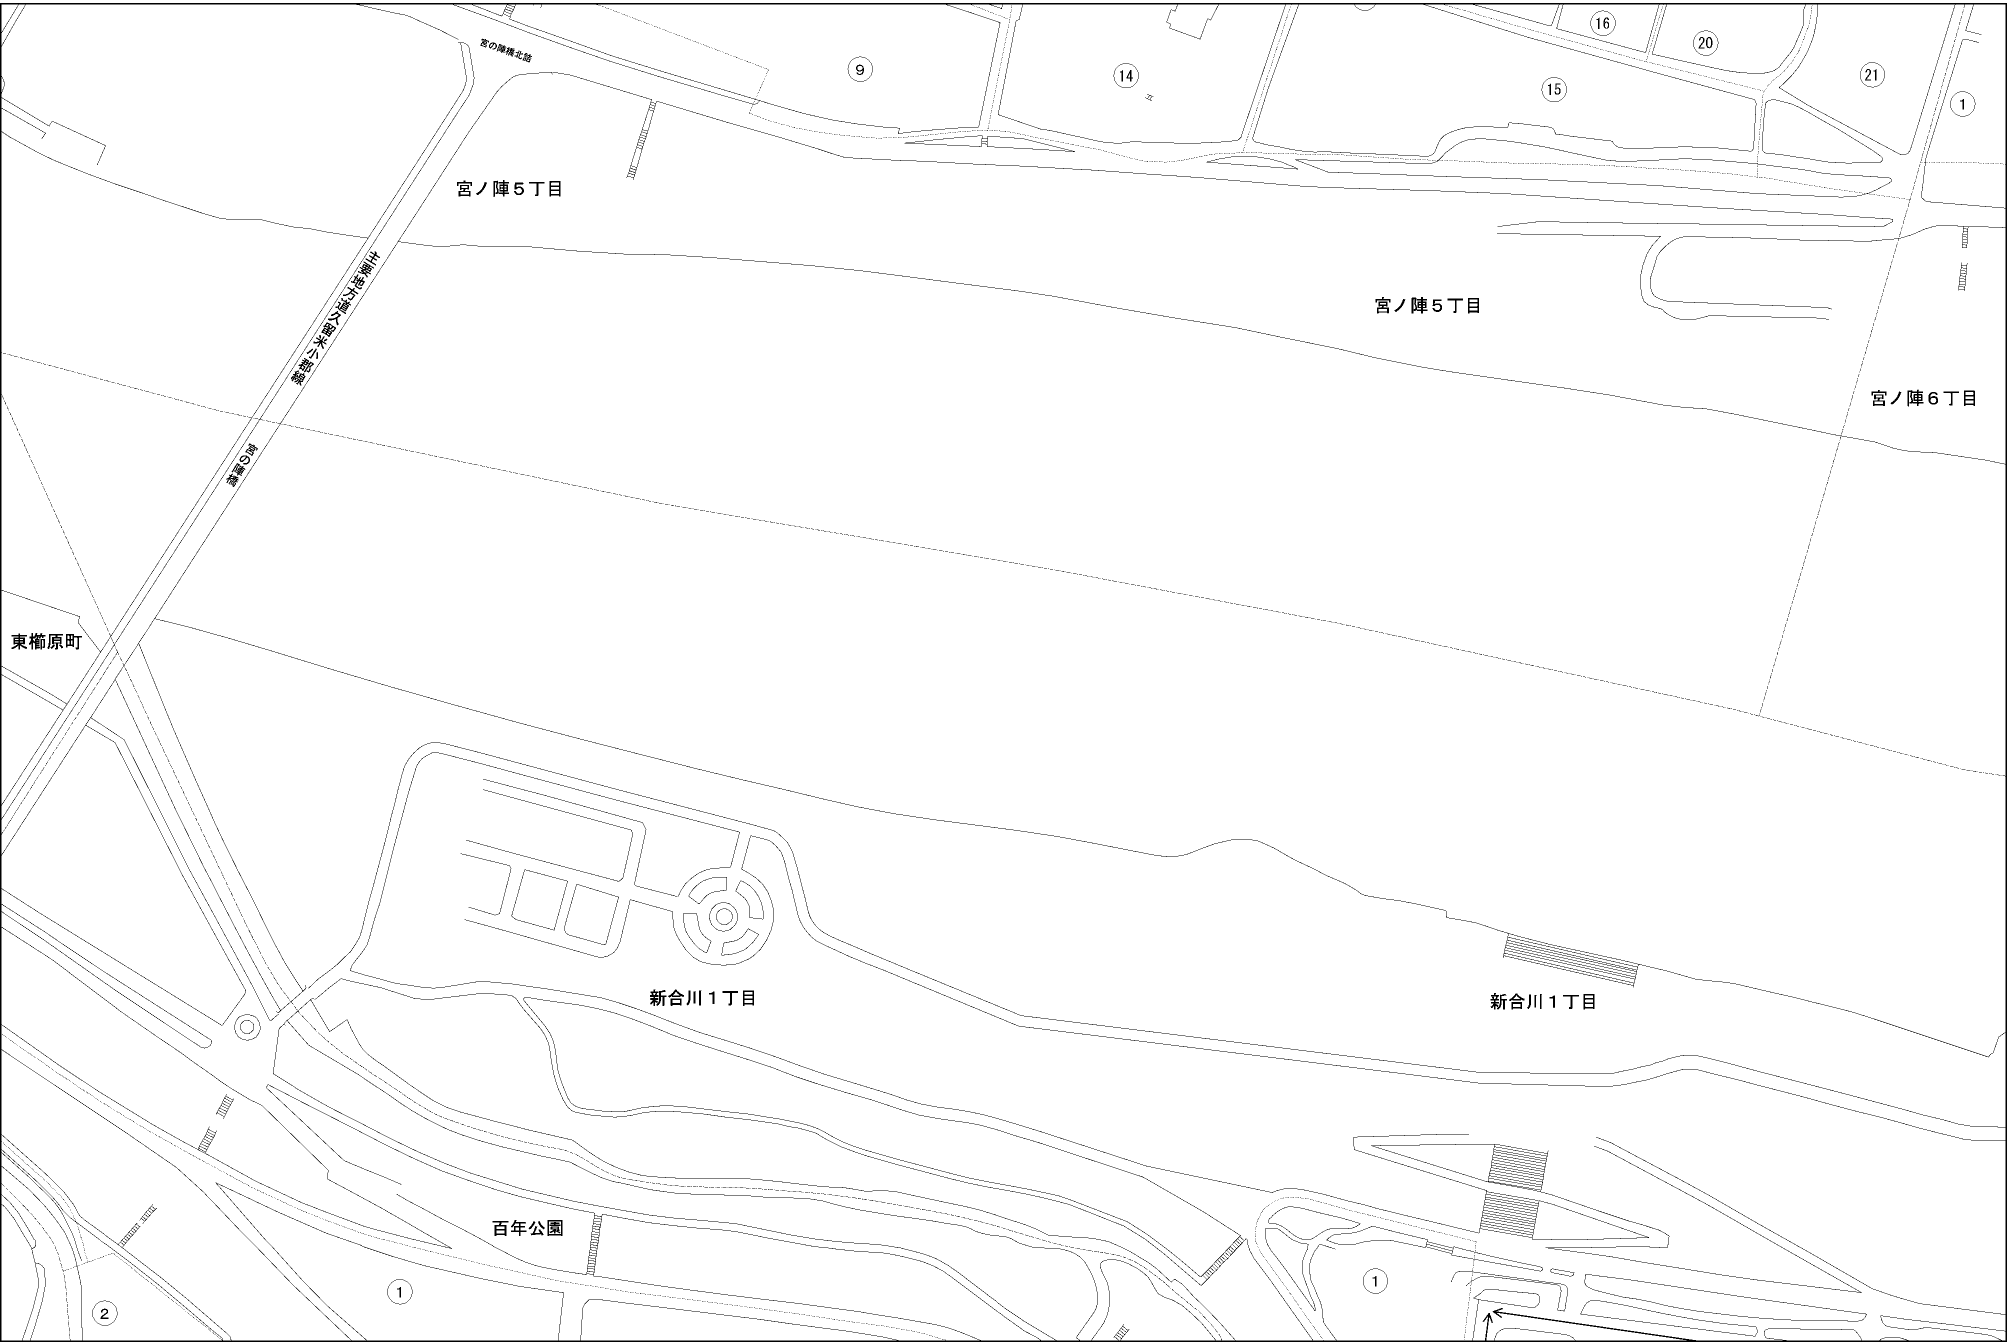 16
20
宮の陣橋北詰
9
14
21
15
1
宮ノ陣５丁目
主要地方道久留米小郡線
宮ノ陣５丁目
宮ノ陣６丁目
宮の陣橋
東櫛原町
新合川１丁目
新合川１丁目
百年公園
1
1
2